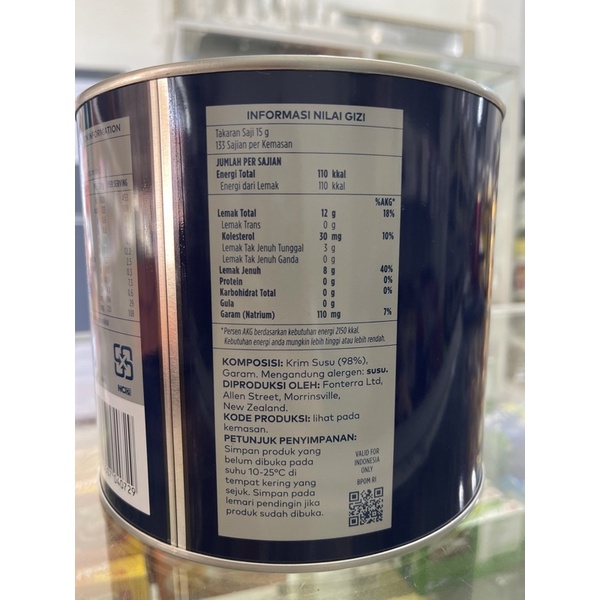 INFORMASI NILAI GIZI
Takaran Saji 15 g
133 Sajian per Kemasan
JUMLAH PER SAJIAN
Energi Total 110 kkal
Energi dari Lemak 110 kkal
%AKG*
Lemak Total 12 g 18%
Lemak Trans 0 g
Kolesterol 30 mg 10%
Lemak Tak Jenuh Tunggal 3 g
Lemak Tak Jenuh Ganda 0 g
Lemak Jenuh 8 g 40%
Protein 0 g 0%
Karbohidrat Total 0 g 0%
Gula 0 g
Garam (Natrium) 110 mg 7%
*Persen AKG berdasarkan kebutuhan energi 2150 kkal.
Kebutuhan energi anda mungkin lebih tinggi atau lebih rendah.
KOMPOSISI: Krim Susu (98%),
Garam. Mengandung alergen: susu.
DIPRODUKSI OLEH: Fonterra Ltd,
Allen Street, Morrinsville,
New Zealand.
KODE PRODUKSI: lihat pada
kemasan.
PETUNJUK PENYIMPANAN:
Simpan produk yang
belum dibuka pada
suhu 10-25°C di
tempat kering yang
sejuk. Simpan pada
lemari pendingin jika
produk sudah dibuka.
VALID FOR
INDONESIA
ONLY
BPOM RI
INFORMATION
SERVING
040729